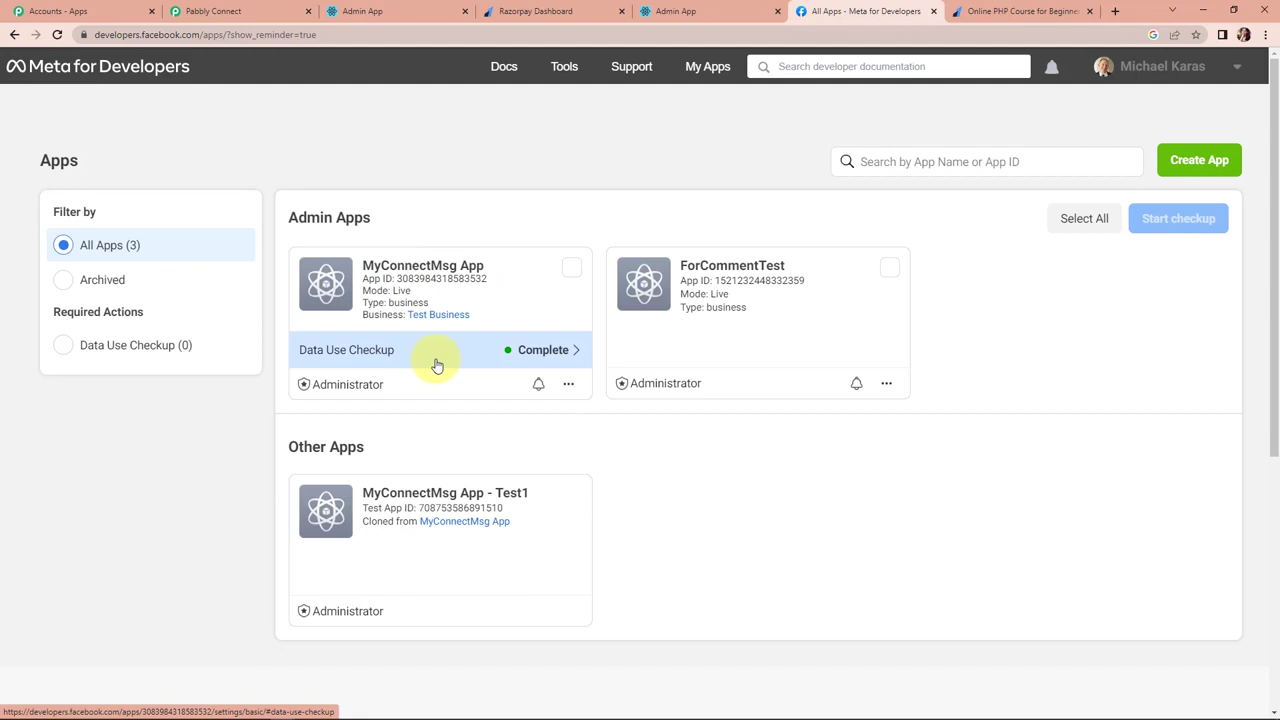 Accounts - Apps
Pabbly Connect
Admin App
Razorpay Dashboard
Admin App
All Apps - Meta for Developers
Online PHP Course for Beginner
developers.facebook.com/apps/?show_reminder=true
Meta for Developers
Docs
Tools
Support
My Apps
Search developer documentation
Michael Karas
Apps
Search by App Name or App ID
Create App
Filter by
All Apps (3)
Archived
Required Actions
Data Use Checkup (0)
Admin Apps
Select All
Start checkup
MyConnectMsg App
App ID: 3083984318583532
Mode: Live
Type: business
Business: Test Business
Data Use Checkup
Complete
Administrator
ForCommentTest
App ID: 1521232448332359
Mode: Live
Type: business
Administrator
Other Apps
MyConnectMsg App - Test1
Test App ID: 708753586891510
Cloned from MyConnectMsg App
Administrator
https://developers.facebook.com/apps/3083984318583532/settings/basic/#data-use-checkup